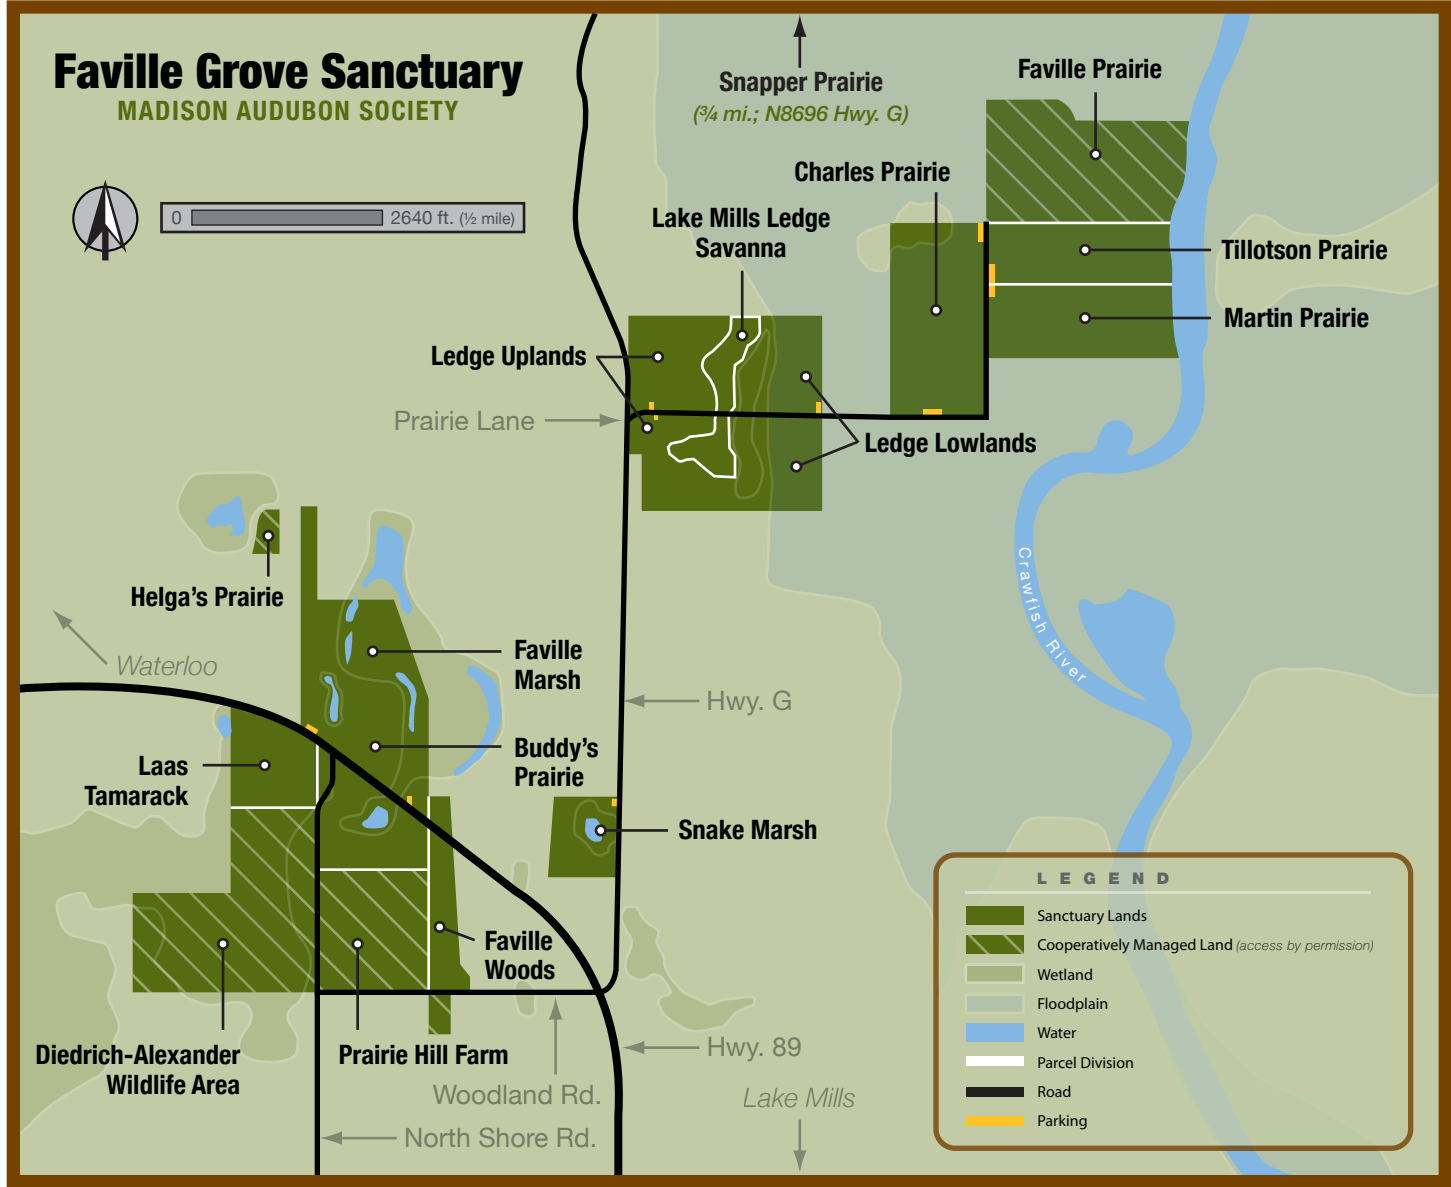 Faville Grove Sanctuary
MADISON AUDUBON SOCIETY
0 2640 ft. (½ mile)
Snapper Prairie
(¾ mi.; N8696 Hwy. G)
Faville Prairie
Charles Prairie
Lake Mills Ledge
Savanna
Tillotson Prairie
Martin Prairie
Ledge Uplands
Prairie Lane
Ledge Lowlands
Crawfish River
Helga's Prairie
Waterloo
Faville
Marsh
Hwy. G
Buddy's
Prairie
Laas
Tamarack
Snake Marsh
Faville
Woods
Diedrich-Alexander
Wildlife Area
Prairie Hill Farm
Hwy. 89
Woodland Rd.
Lake Mills
North Shore Rd.
LEGEND
Sanctuary Lands
Cooperatively Managed Land (access by permission)
Wetland
Floodplain
Water
Parcel Division
Road
Parking